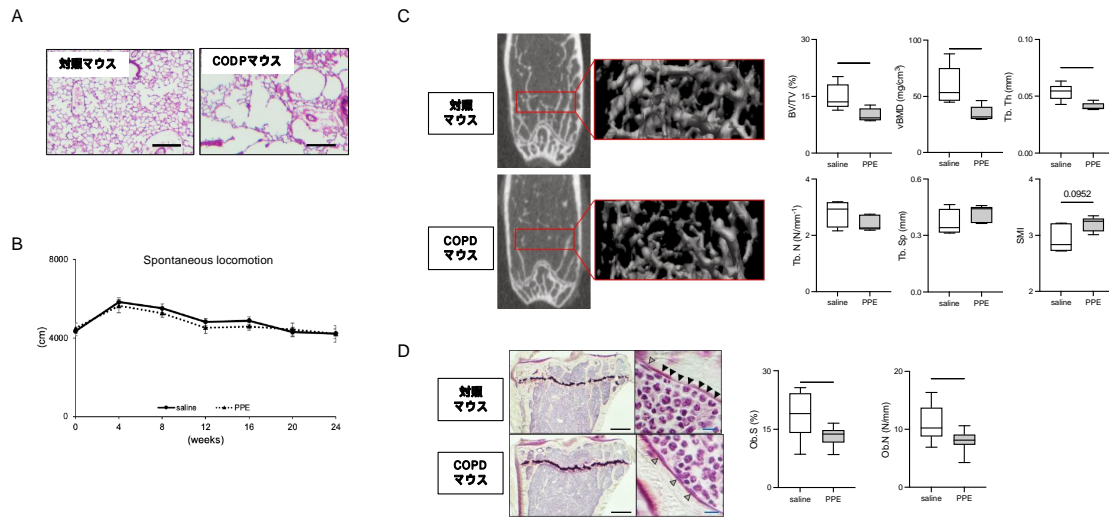 A
対照マウス
CODPマウス
B
Spontaneous locomotion
8000
4000
0
(cm)
saline
PPE
0 4 8 12 16 20 24
(weeks)
C
対照
マウス
COPD
マウス
30
15
0
BV/TV (%)
saline PPE
100
50
0
vBMD (mg/cm³)
saline PPE
0.10
0.05
0.00
Tb. Th (mm)
saline PPE
4
2
0
Tb. N (N/mm⁻¹)
saline PPE
0.6
0.3
0.0
Tb. Sp (mm)
saline PPE
4
3
2
SMI
0.0952
saline PPE
D
対照
マウス
COPD
マウス
30
15
0
Ob.S (%)
saline PPE
20
10
0
Ob.N (N/mm)
saline PPE